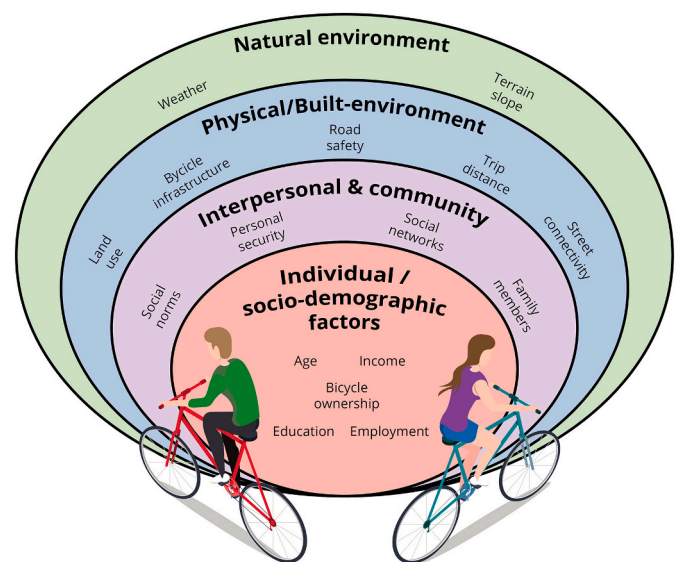 Natural environment
Weather
Terrain
slope
Physical/Built-environment
Road
safety
Bycicle
infrastructure
Trip
distance
Land
use
Street
connectivity
Interpersonal & community
Personal
security
Social
networks
Social
norms
Family
members
Individual /
socio-demographic
factors
Age
Income
Bicycle
ownership
Education
Employment